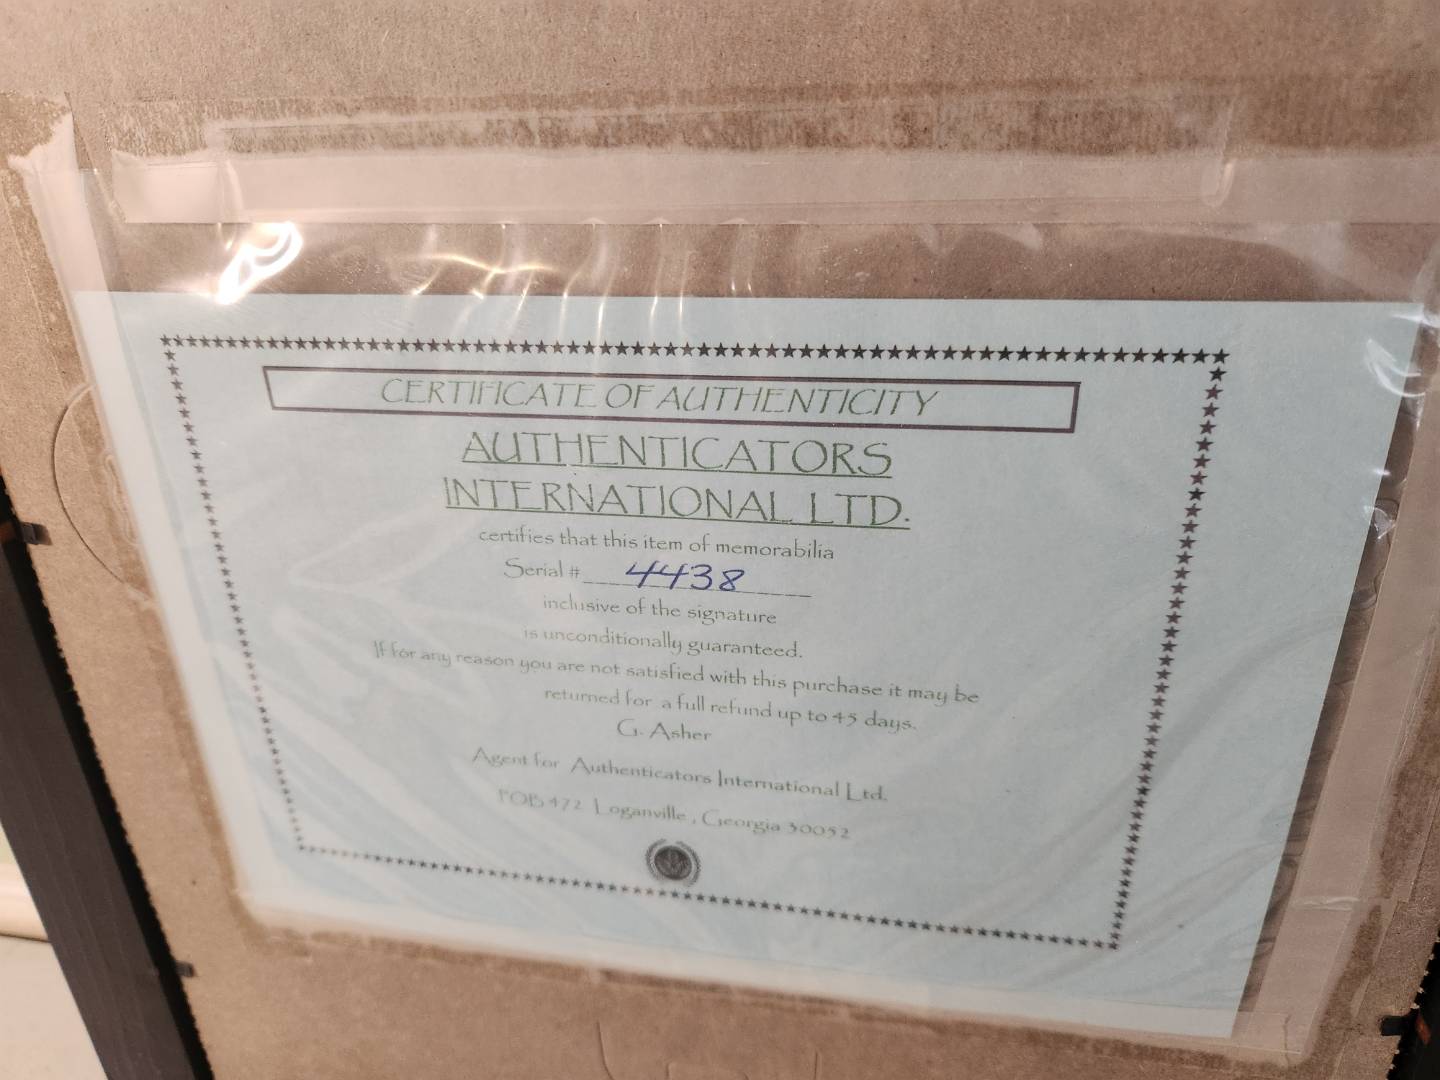 CERTIFICATE OF AUTHENTICITY
AUTHENTICATORS
INTERNATIONAL LTD.
certifies that this item of memorabilia
Serial # 4438
inclusive of the signature
is unconditionally guaranteed.
If for any reason you are not satisfied with this purchase it may be
returned for a full refund up to 45 days.
G. Asher
Agent for Authenticators International Ltd.
POB 472 Loganville, Georgia 30052